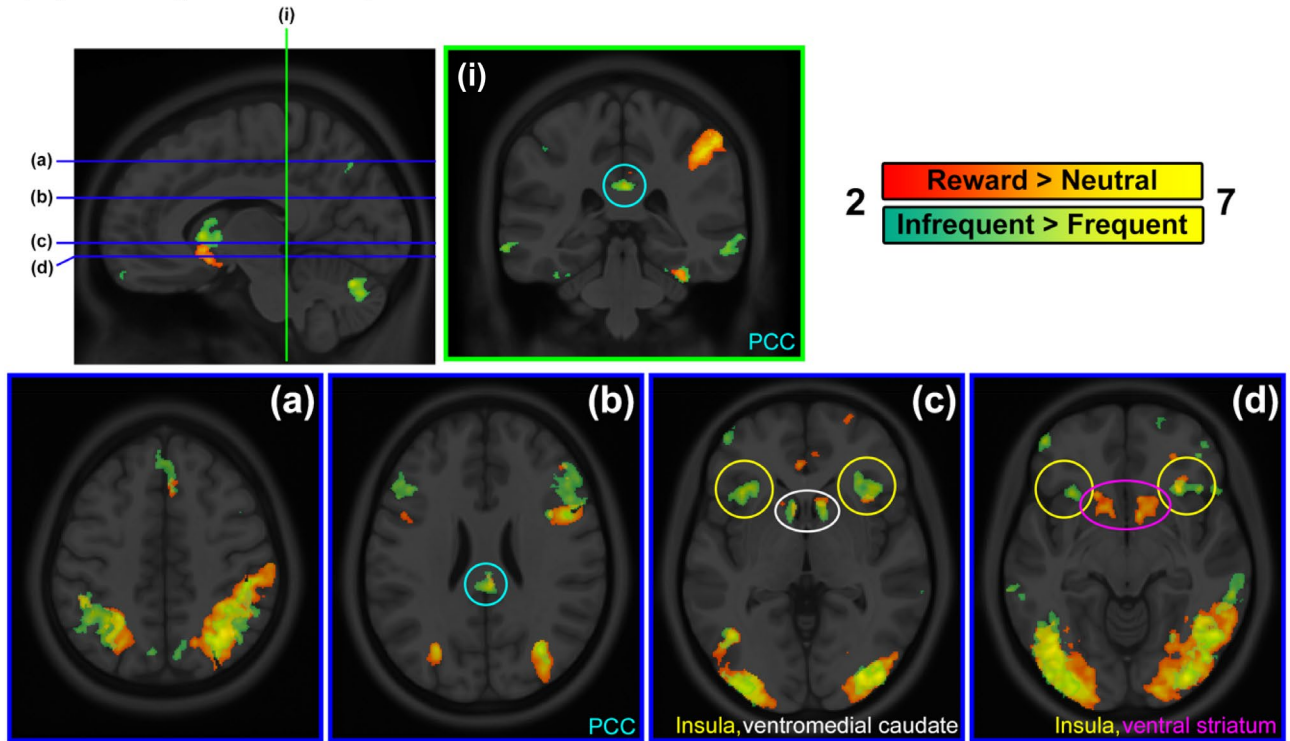 (i)
(i)
(a)
(b)
(c)
(d)
PCC
2
Reward > Neutral
Infrequent > Frequent
7
(a)
(b)
PCC
(c)
Insula, ventromedial caudate
(d)
Insula, ventral striatum